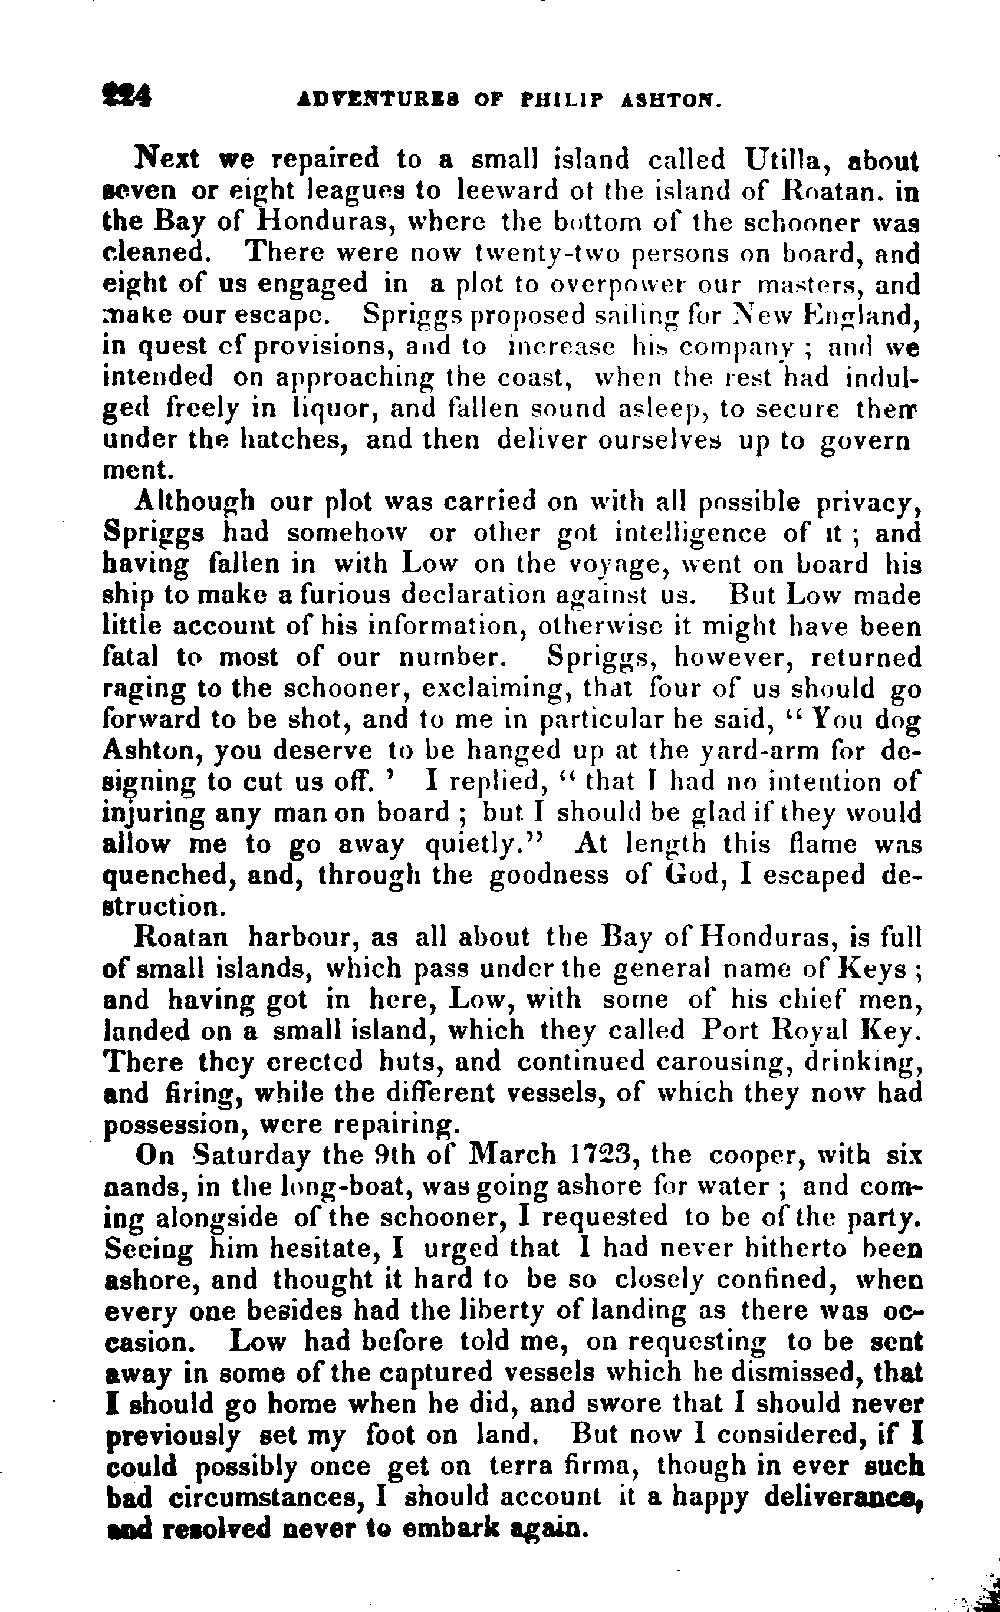 224 ADVENTURES OF PHILIP ASHTON.
Next we repaired to a small island called Utilla, about
seven or eight leagues to leeward of the island of Roatan. in
the Bay of Honduras, where the bottom of the schooner was
cleaned. There were now twenty-two persons on board, and
eight of us engaged in a plot to overpower our masters, and
make our escape. Spriggs proposed sailing for New England,
in quest of provisions, and to increase his company ; and we
intended on approaching the coast, when the rest had indul-
ged freely in liquor, and fallen sound asleep, to secure them
under the hatches, and then deliver ourselves up to govern
ment.
Although our plot was carried on with all possible privacy,
Spriggs had somehow or other got intelligence of it ; and
having fallen in with Low on the voyage, went on board his
ship to make a furious declaration against us. But Low made
little account of his information, otherwise it might have been
fatal to most of our number. Spriggs, however, returned
raging to the schooner, exclaiming, that four of us should go
forward to be shot, and to me in particular he said, “ You dog
Ashton, you deserve to be hanged up at the yard-arm for de-
signing to cut us off. ’ I replied, “ that I had no intention of
injuring any man on board ; but I should be glad if they would
allow me to go away quietly.” At length this flame was
quenched, and, through the goodness of God, I escaped de-
struction.
Roatan harbour, as all about the Bay of Honduras, is full
of small islands, which pass under the general name of Keys ;
and having got in here, Low, with some of his chief men,
landed on a small island, which they called Port Royal Key.
There they erected huts, and continued carousing, drinking,
and firing, while the different vessels, of which they now had
possession, were repairing.
On Saturday the 9th of March 1723, the cooper, with six
hands, in the long-boat, was going ashore for water ; and com-
ing alongside of the schooner, I requested to be of the party.
Seeing him hesitate, I urged that I had never hitherto been
ashore, and thought it hard to be so closely confined, when
every one besides had the liberty of landing as there was oc-
casion. Low had before told me, on requesting to be sent
away in some of the captured vessels which he dismissed, that
I should go home when he did, and swore that I should never
previously set my foot on land. But now I considered, if I
could possibly once get on terra firma, though in ever such
bad circumstances, I should account it a happy deliverance,
and resolved never to embark again.